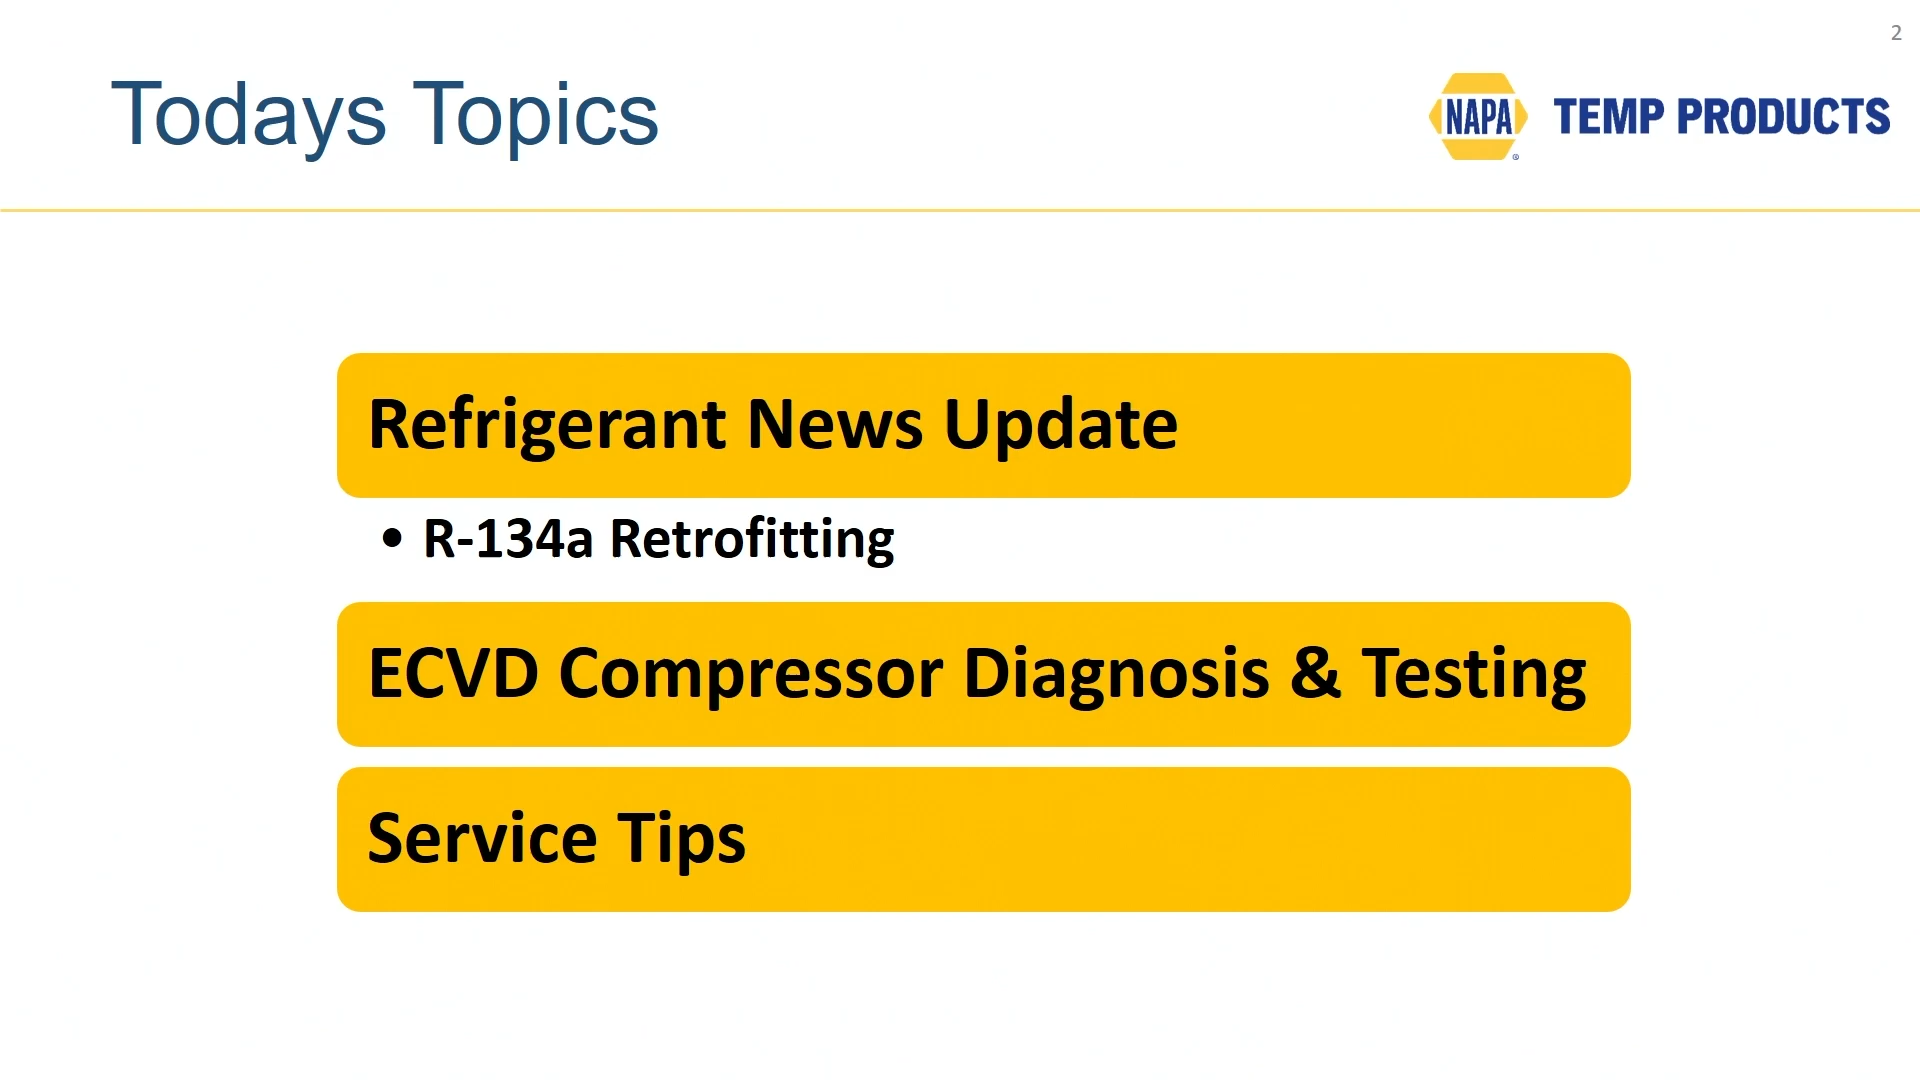 2
Todays Topics
NAPA TEMP PRODUCTS
®
Refrigerant News Update
• R-134a Retrofitting
ECVD Compressor Diagnosis & Testing
Service Tips